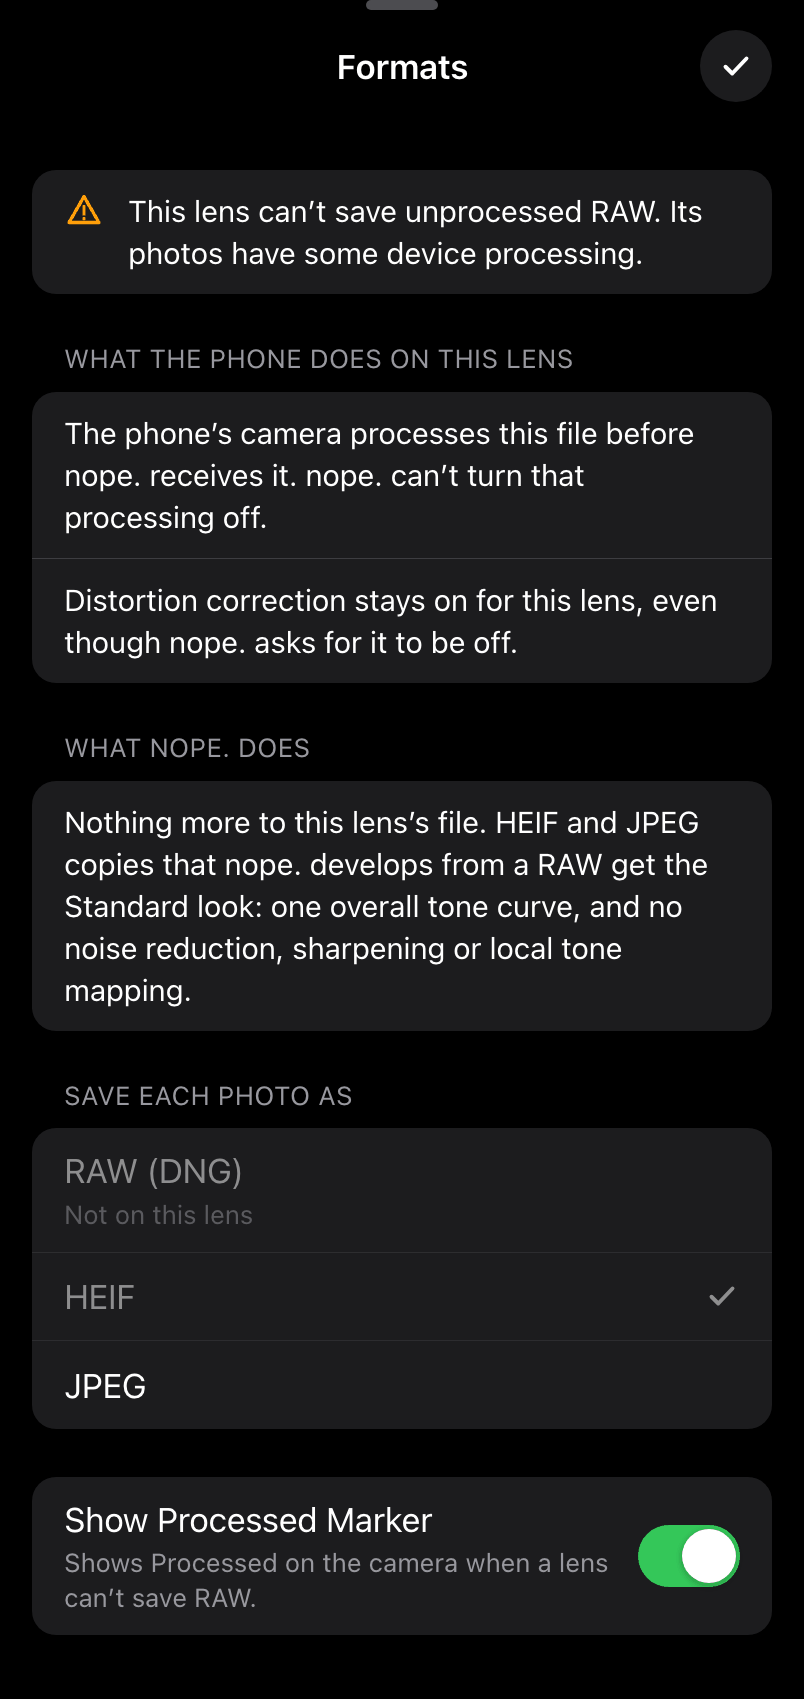 Formats
This lens can’t save unprocessed RAW. Its
photos have some device processing.
WHAT THE PHONE DOES ON THIS LENS
The phone’s camera processes this file before
nope. receives it. nope. can’t turn that
processing off.
Distortion correction stays on for this lens, even
though nope. asks for it to be off.
WHAT NOPE. DOES
Nothing more to this lens’s file. HEIF and JPEG
copies that nope. develops from a RAW get the
Standard look: one overall tone curve, and no
noise reduction, sharpening or local tone
mapping.
SAVE EACH PHOTO AS
RAW (DNG)
Not on this lens
HEIF
JPEG
Show Processed Marker
Shows Processed on the camera when a lens
can’t save RAW.